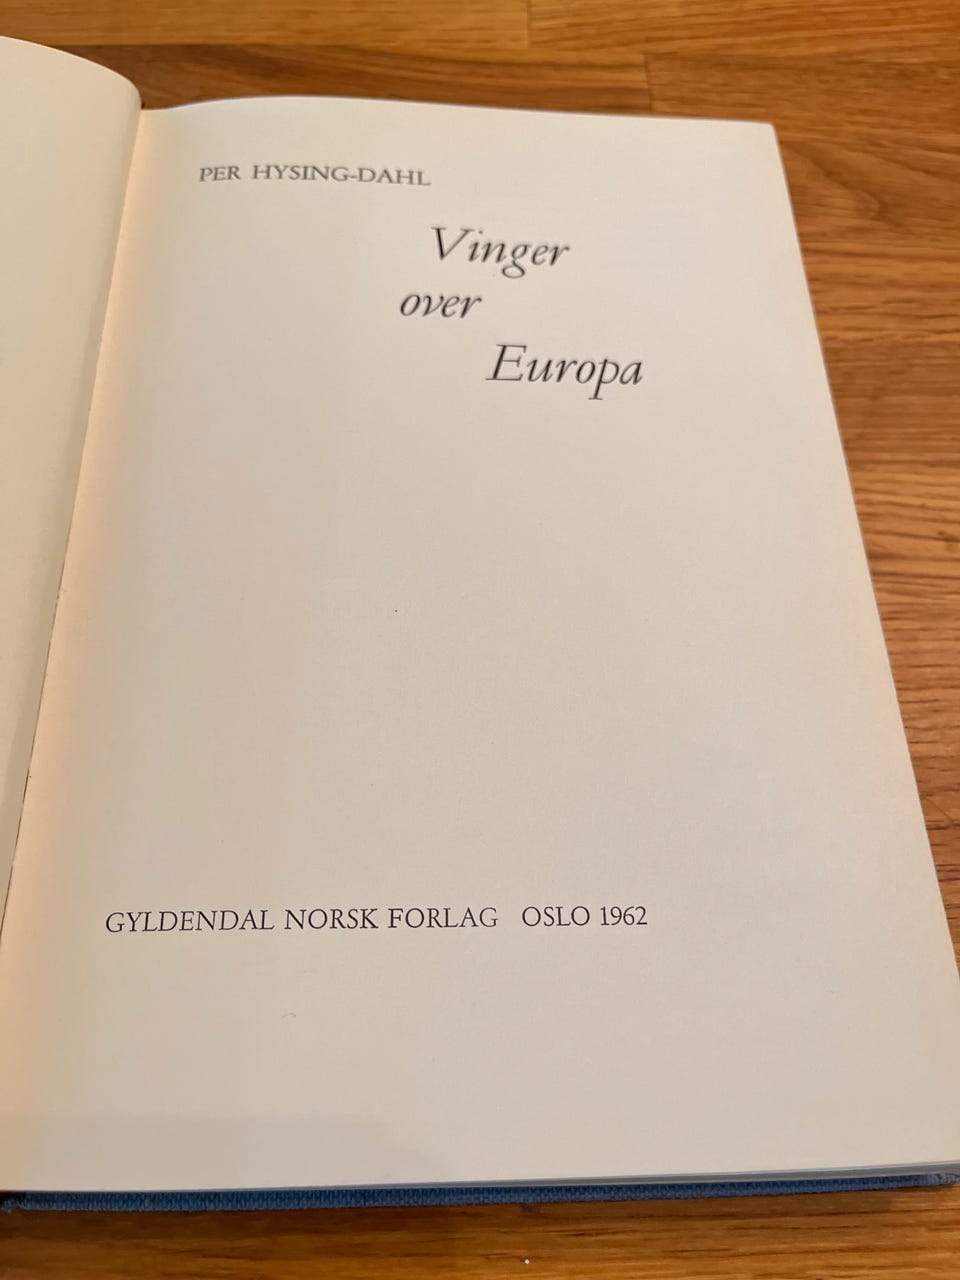 PER HYSING-DAHL
Vinger
over
Europa
GYLDENDAL NORSK FORLAG OSLO 1962